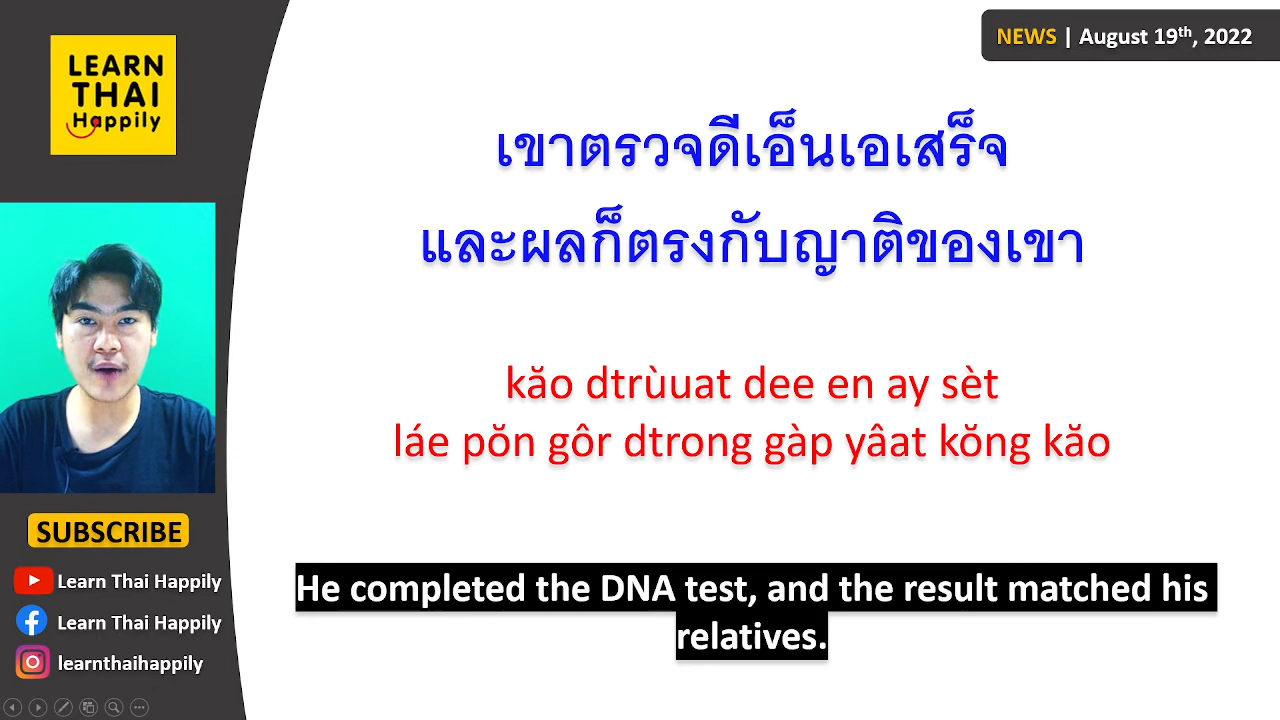 LEARN
THAI
Happily
NEWS | August 19th, 2022
เขาตรวจดีเอ็นเอเสร็จ
และผลก็ตรงกับญาติของเขา
kăo dtrùuat dee en ay sèt
láe pŏn gôr dtrong gàp yâat kŏng kăo
He completed the DNA test, and the result matched his
relatives.
SUBSCRIBE
Learn Thai Happily
Learn Thai Happily
learnthaihappily